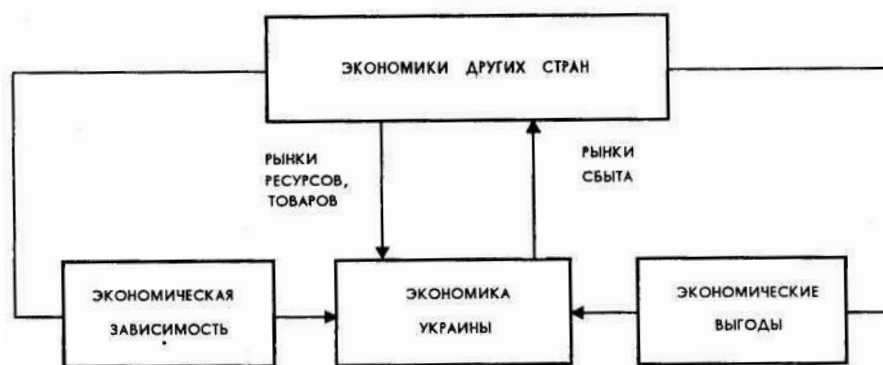 ЭКОНОМИКИ ДРУГИХ СТРАН
РЫНКИ
РЕСУРСОВ,
ТОВАРОВ
РЫНКИ
СБЫТА
ЭКОНОМИЧЕСКАЯ
ЗАВИСИМОСТЬ
ЭКОНОМИКА
УКРАИНЫ
ЭКОНОМИЧЕСКИЕ
ВЫГОДЫ